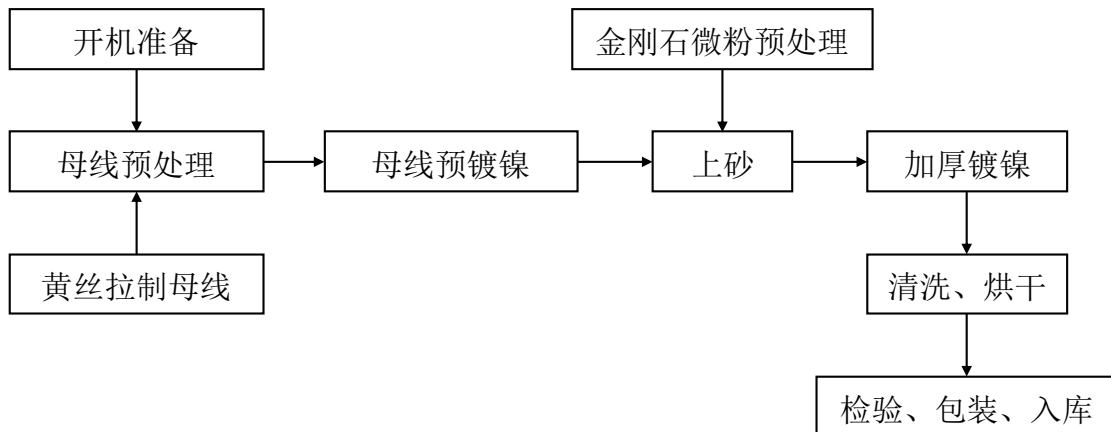 开机准备
金刚石微粉预处理
母线预处理
母线预镀镍
上砂
加厚镀镍
黄丝拉制母线
清洗、烘干
检验、包装、入库